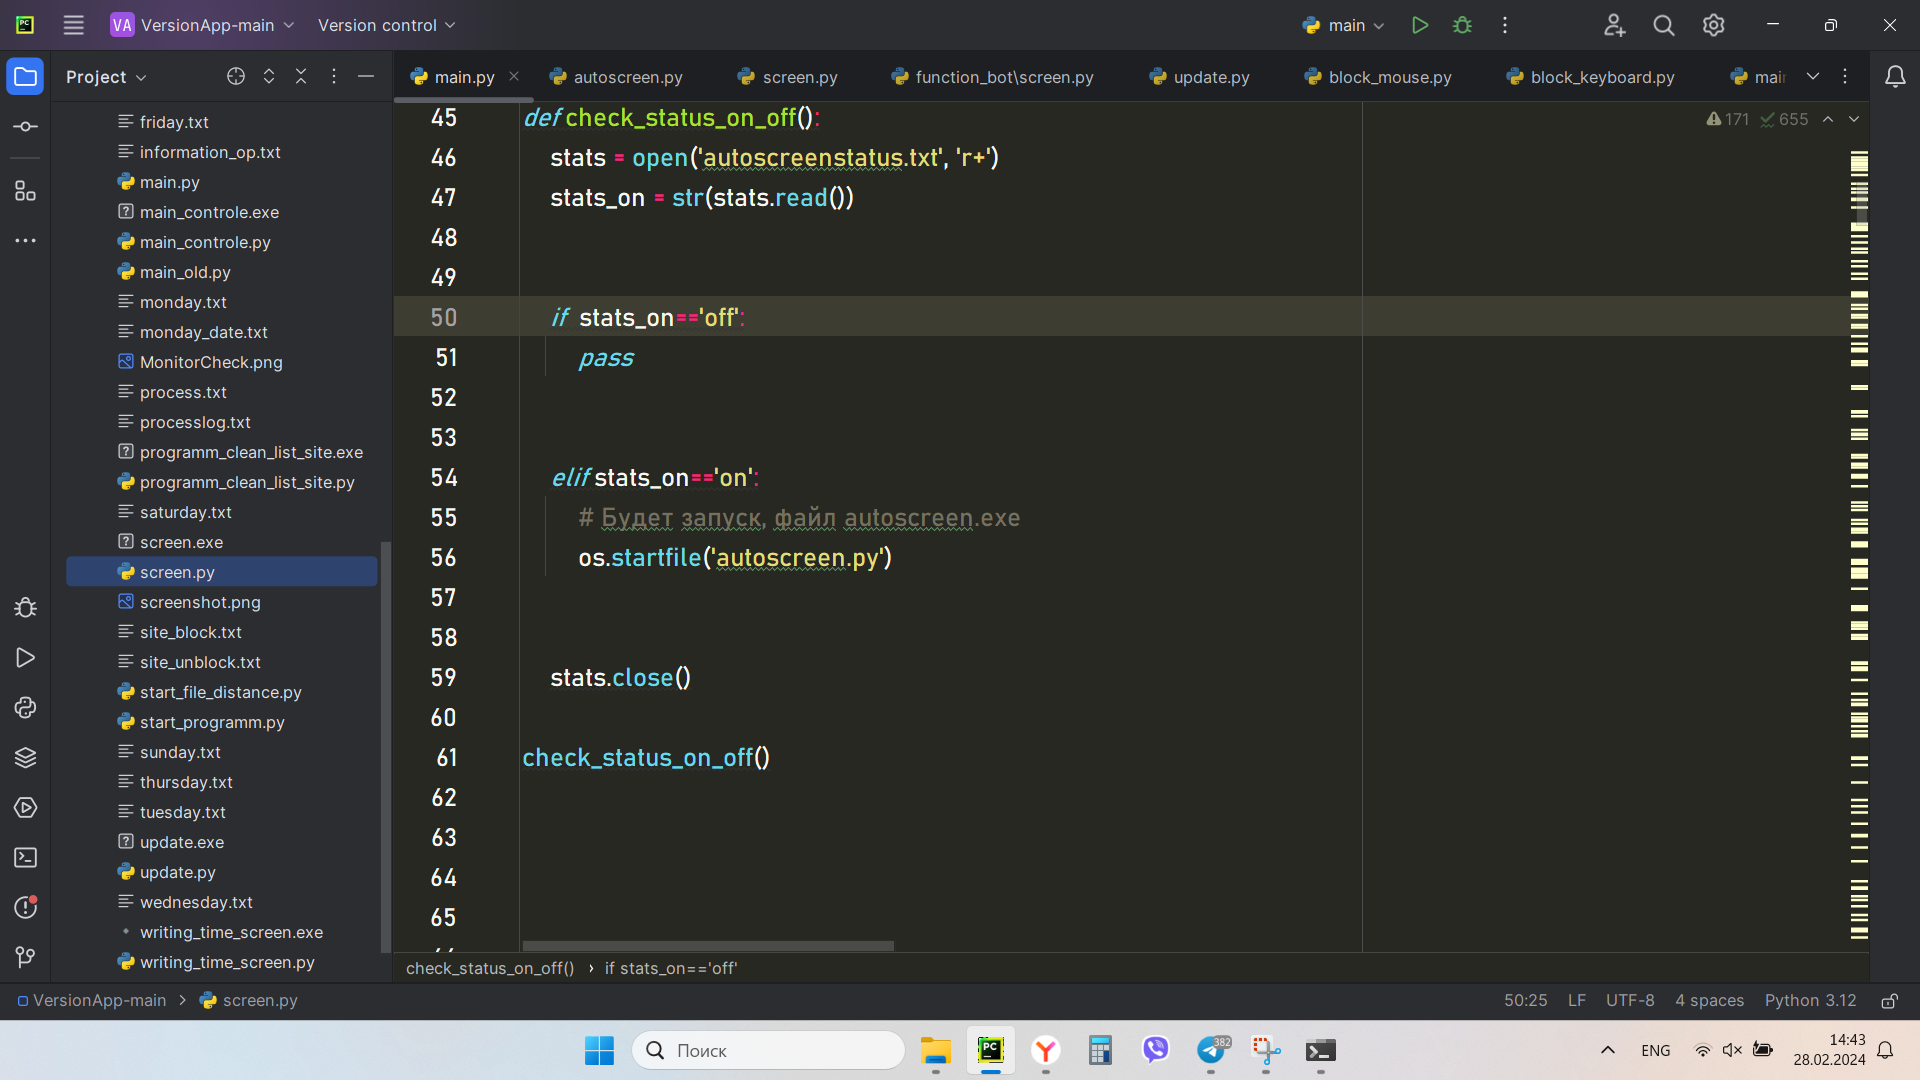 VA VersionApp-main Version control main
Project
main.py autoscreen.py screen.py function_bot\screen.py update.py block_mouse.py block_keyboard.py mair
171 655
friday.txt
information_op.txt
main.py
main_controle.exe
main_controle.py
main_old.py
monday.txt
monday_date.txt
MonitorCheck.png
process.txt
processlog.txt
programm_clean_list_site.exe
programm_clean_list_site.py
saturday.txt
screen.exe
screen.py
screenshot.png
site_block.txt
site_unblock.txt
start_file_distance.py
start_programm.py
sunday.txt
thursday.txt
tuesday.txt
update.exe
update.py
wednesday.txt
writing_time_screen.exe
writing_time_screen.py
45 def check_status_on_off():
46 stats = open('autoscreenstatus.txt', 'r+')
47 stats_on = str(stats.read())
48
49
50 if stats_on=='off':
51 pass
52
53
54 elif stats_on=='on':
55 # Будет запуск, файл autoscreen.exe
56 os.startfile('autoscreen.py')
57
58
59 stats.close()
60
61 check_status_on_off()
62
63
64
65
check_status_on_off() › if stats_on=='off'
VersionApp-main > screen.py 50:25 LF UTF-8 4 spaces Python 3.12
PC Поиск PC 382 ENG 14:43
28.02.2024